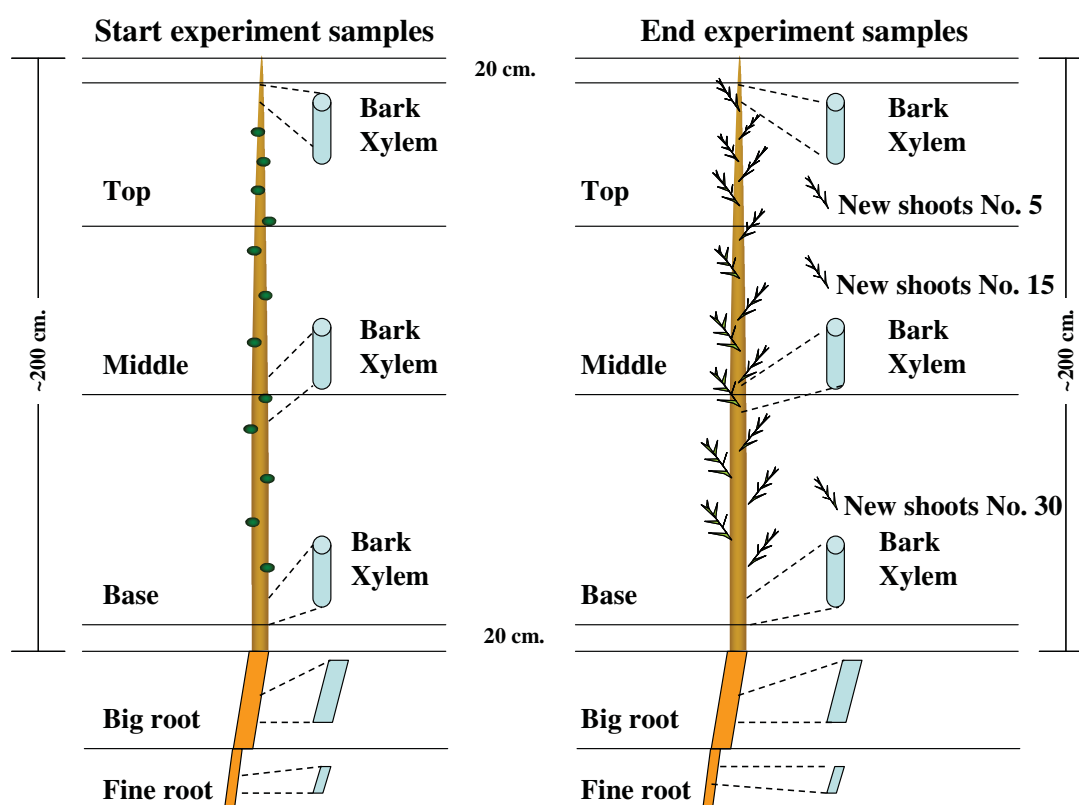 Start experiment samples
20 cm.
Bark
Xylem
Top
Bark
Xylem
Middle
~200 cm.
Bark
Xylem
Base
20 cm.
Big root
Fine root
End experiment samples
Bark
Xylem
Top
New shoots No. 5
New shoots No. 15
Bark
Xylem
Middle
~200 cm.
New shoots No. 30
Bark
Xylem
Base
Big root
Fine root